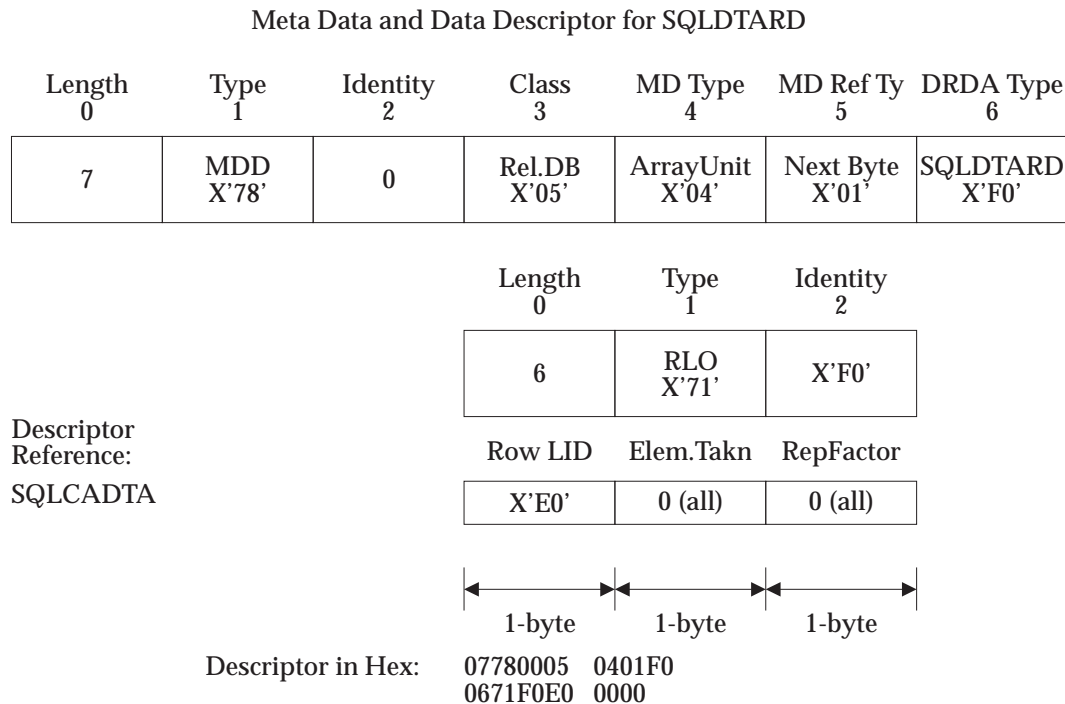 Meta Data and Data Descriptor for SQLDTARD
Length Type Identity Class MD Type MD Ref Ty DRDA Type
0 1 2 3 4 5 6
7 MDD X’78’ 0 Rel.DB X’05’ ArrayUnit X’04’ Next Byte X’01’ SQLDTARD X’F0’
Length Type Identity
0 1 2
6 RLO X’71’ X’F0’
Descriptor
Reference:
Row LID Elem.Takn RepFactor
SQLCADTA X’E0’ 0 (all) 0 (all)
1-byte 1-byte 1-byte
Descriptor in Hex: 07780005 0401F0
0671F0E0 0000